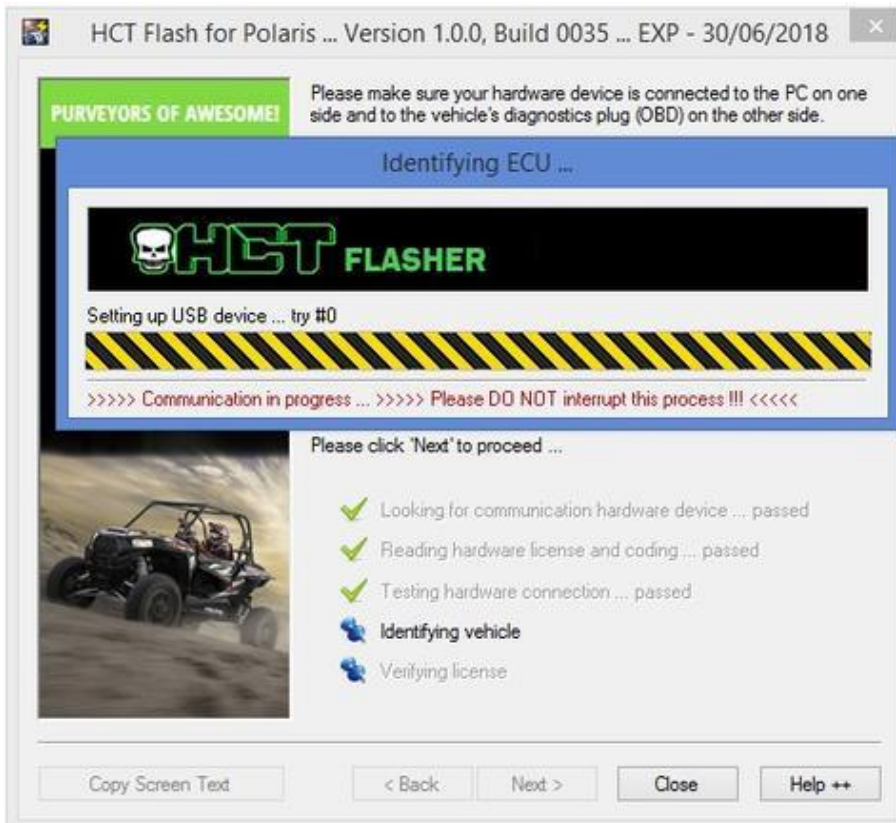 HCT Flash for Polaris ... Version 1.0.0, Build 0035 ... EXP - 30/06/2018
PURVEYORS OF AWESOME!
Please make sure your hardware device is connected to the PC on one
side and to the vehicle's diagnostics plug (OBD) on the other side.
Identifying ECU ...
HCT FLASHER
Setting up USB device ... try #0
>>>>> Communication in progress ... >>>>> Please DO NOT interrupt this process !!! <<<<<
Please click 'Next' to proceed ...
Looking for communication hardware device ... passed
Reading hardware license and coding ... passed
Testing hardware connection ... passed
Identifying vehicle
Verifying license
Copy Screen Text
< Back
Next >
Close
Help ++